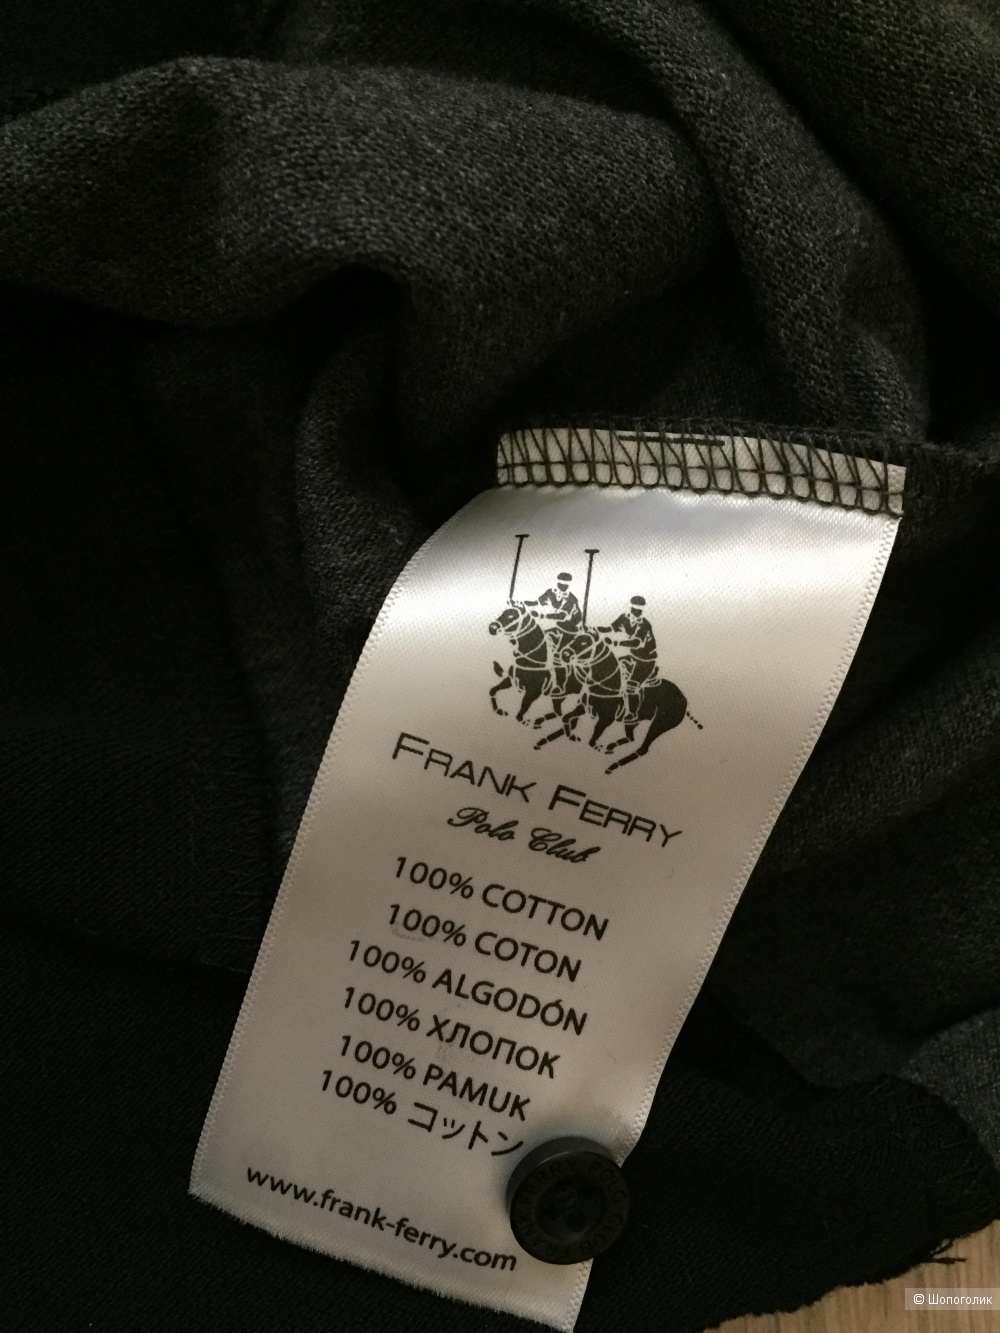 FRANK FERRY
Polo Club
100% COTTON
100% COTON
100% ALGODÓN
100% ХЛОПОК
100% PAMUK
100% コットン
www.frank-ferry.com
© Шопоголик